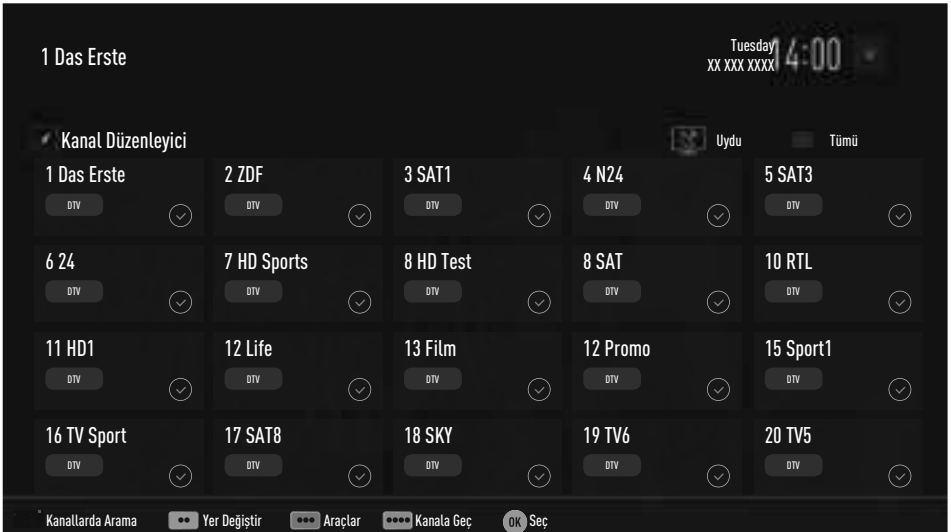 1 Das Erste
Tuesday
XX XXX XXXX
14:00
Kanal Düzenleyici
Uydu
Tümü
1 Das Erste
2 ZDF
3 SAT1
4 N24
5 SAT3
DTV
DTV
DTV
DTV
DTV
6 24
7 HD Sports
8 HD Test
8 SAT
10 RTL
DTV
DTV
DTV
DTV
DTV
11 HD1
12 Life
13 Film
12 Promo
15 Sport1
DTV
DTV
DTV
DTV
DTV
16 TV Sport
17 SAT8
18 SKY
19 TV6
20 TV5
DTV
DTV
DTV
DTV
DTV
Kanallarda Arama
Yer Değiştir
Araçlar
Kanala Geç
OK Seç